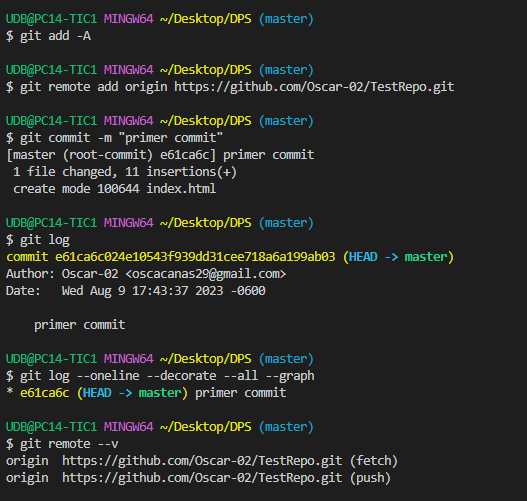 UDB@PC14-TIC1 MINGW64 ~/Desktop/DPS (master)
$ git add -A
UDB@PC14-TIC1 MINGW64 ~/Desktop/DPS (master)
$ git remote add origin https://github.com/Oscar-02/TestRepo.git
UDB@PC14-TIC1 MINGW64 ~/Desktop/DPS (master)
$ git commit -m "primer commit"
[master (root-commit) e61ca6c] primer commit
 1 file changed, 11 insertions(+)
 create mode 100644 index.html
UDB@PC14-TIC1 MINGW64 ~/Desktop/DPS (master)
$ git log
commit e61ca6c024e10543f939dd31cee718a6a199ab03 (HEAD -> master)
Author: Oscar-02 <oscacanas29@gmail.com>
Date:   Wed Aug 9 17:43:37 2023 -0600
    primer commit
UDB@PC14-TIC1 MINGW64 ~/Desktop/DPS (master)
$ git log --oneline --decorate --all --graph
* e61ca6c (HEAD -> master) primer commit
UDB@PC14-TIC1 MINGW64 ~/Desktop/DPS (master)
$ git remote --v
origin  https://github.com/Oscar-02/TestRepo.git (fetch)
origin  https://github.com/Oscar-02/TestRepo.git (push)